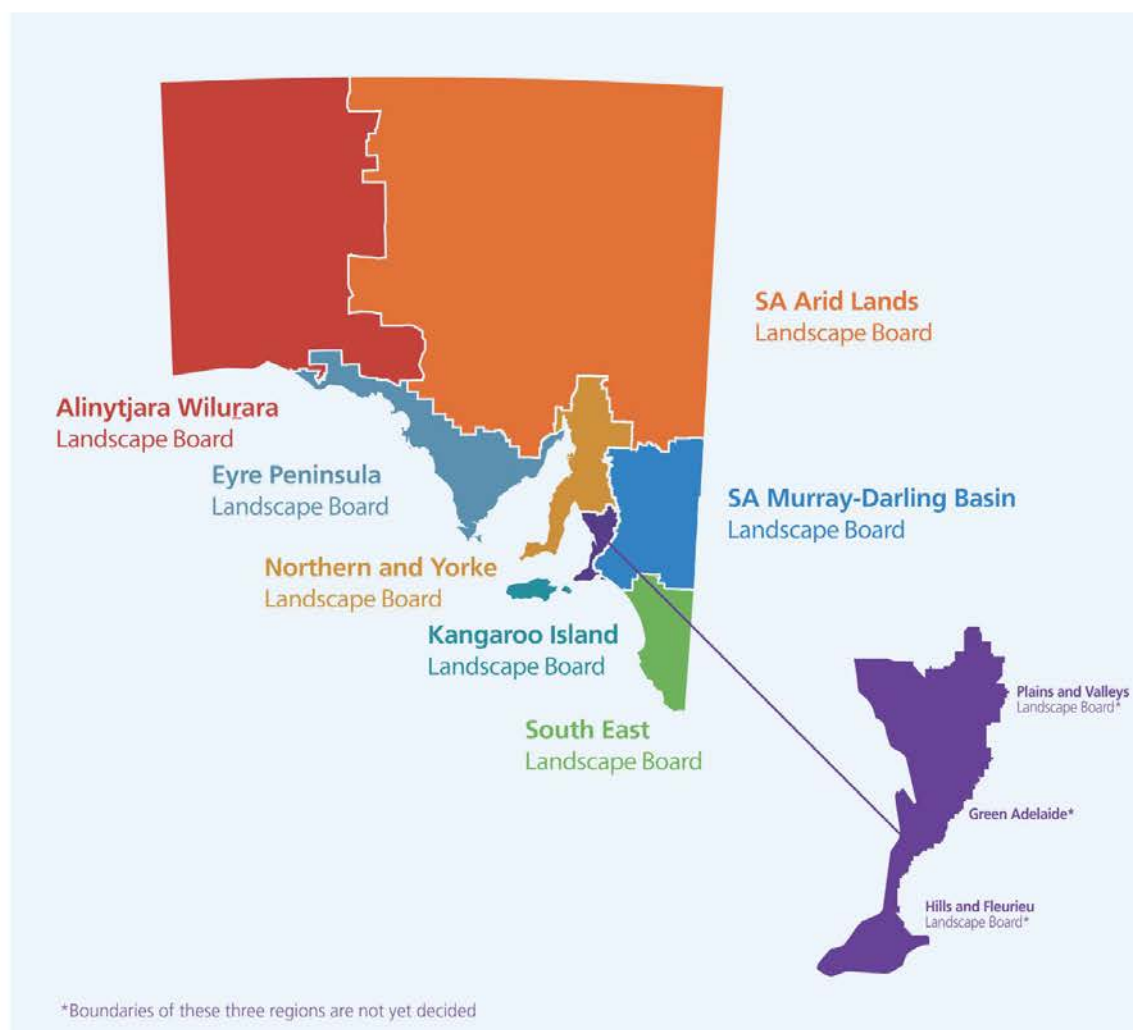 SA Arid Lands
Landscape Board
Alinytjara Wiluṟara
Landscape Board
Eyre Peninsula
Landscape Board
SA Murray-Darling Basin
Landscape Board
Northern and Yorke
Landscape Board
Kangaroo Island
Landscape Board
South East
Landscape Board
Plains and Valleys
Landscape Board*
Green Adelaide*
Hills and Fleurieu
Landscape Board*
*Boundaries of these three regions are not yet decided